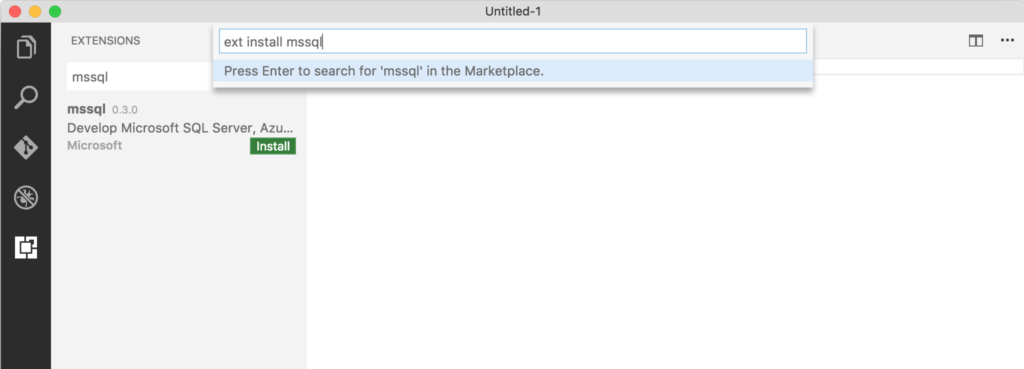 Untitled-1
EXTENSIONS
ext install mssql
Press Enter to search for 'mssql' in the Marketplace.
mssql
mssql 0.3.0
Develop Microsoft SQL Server, Azu...
Microsoft
Install